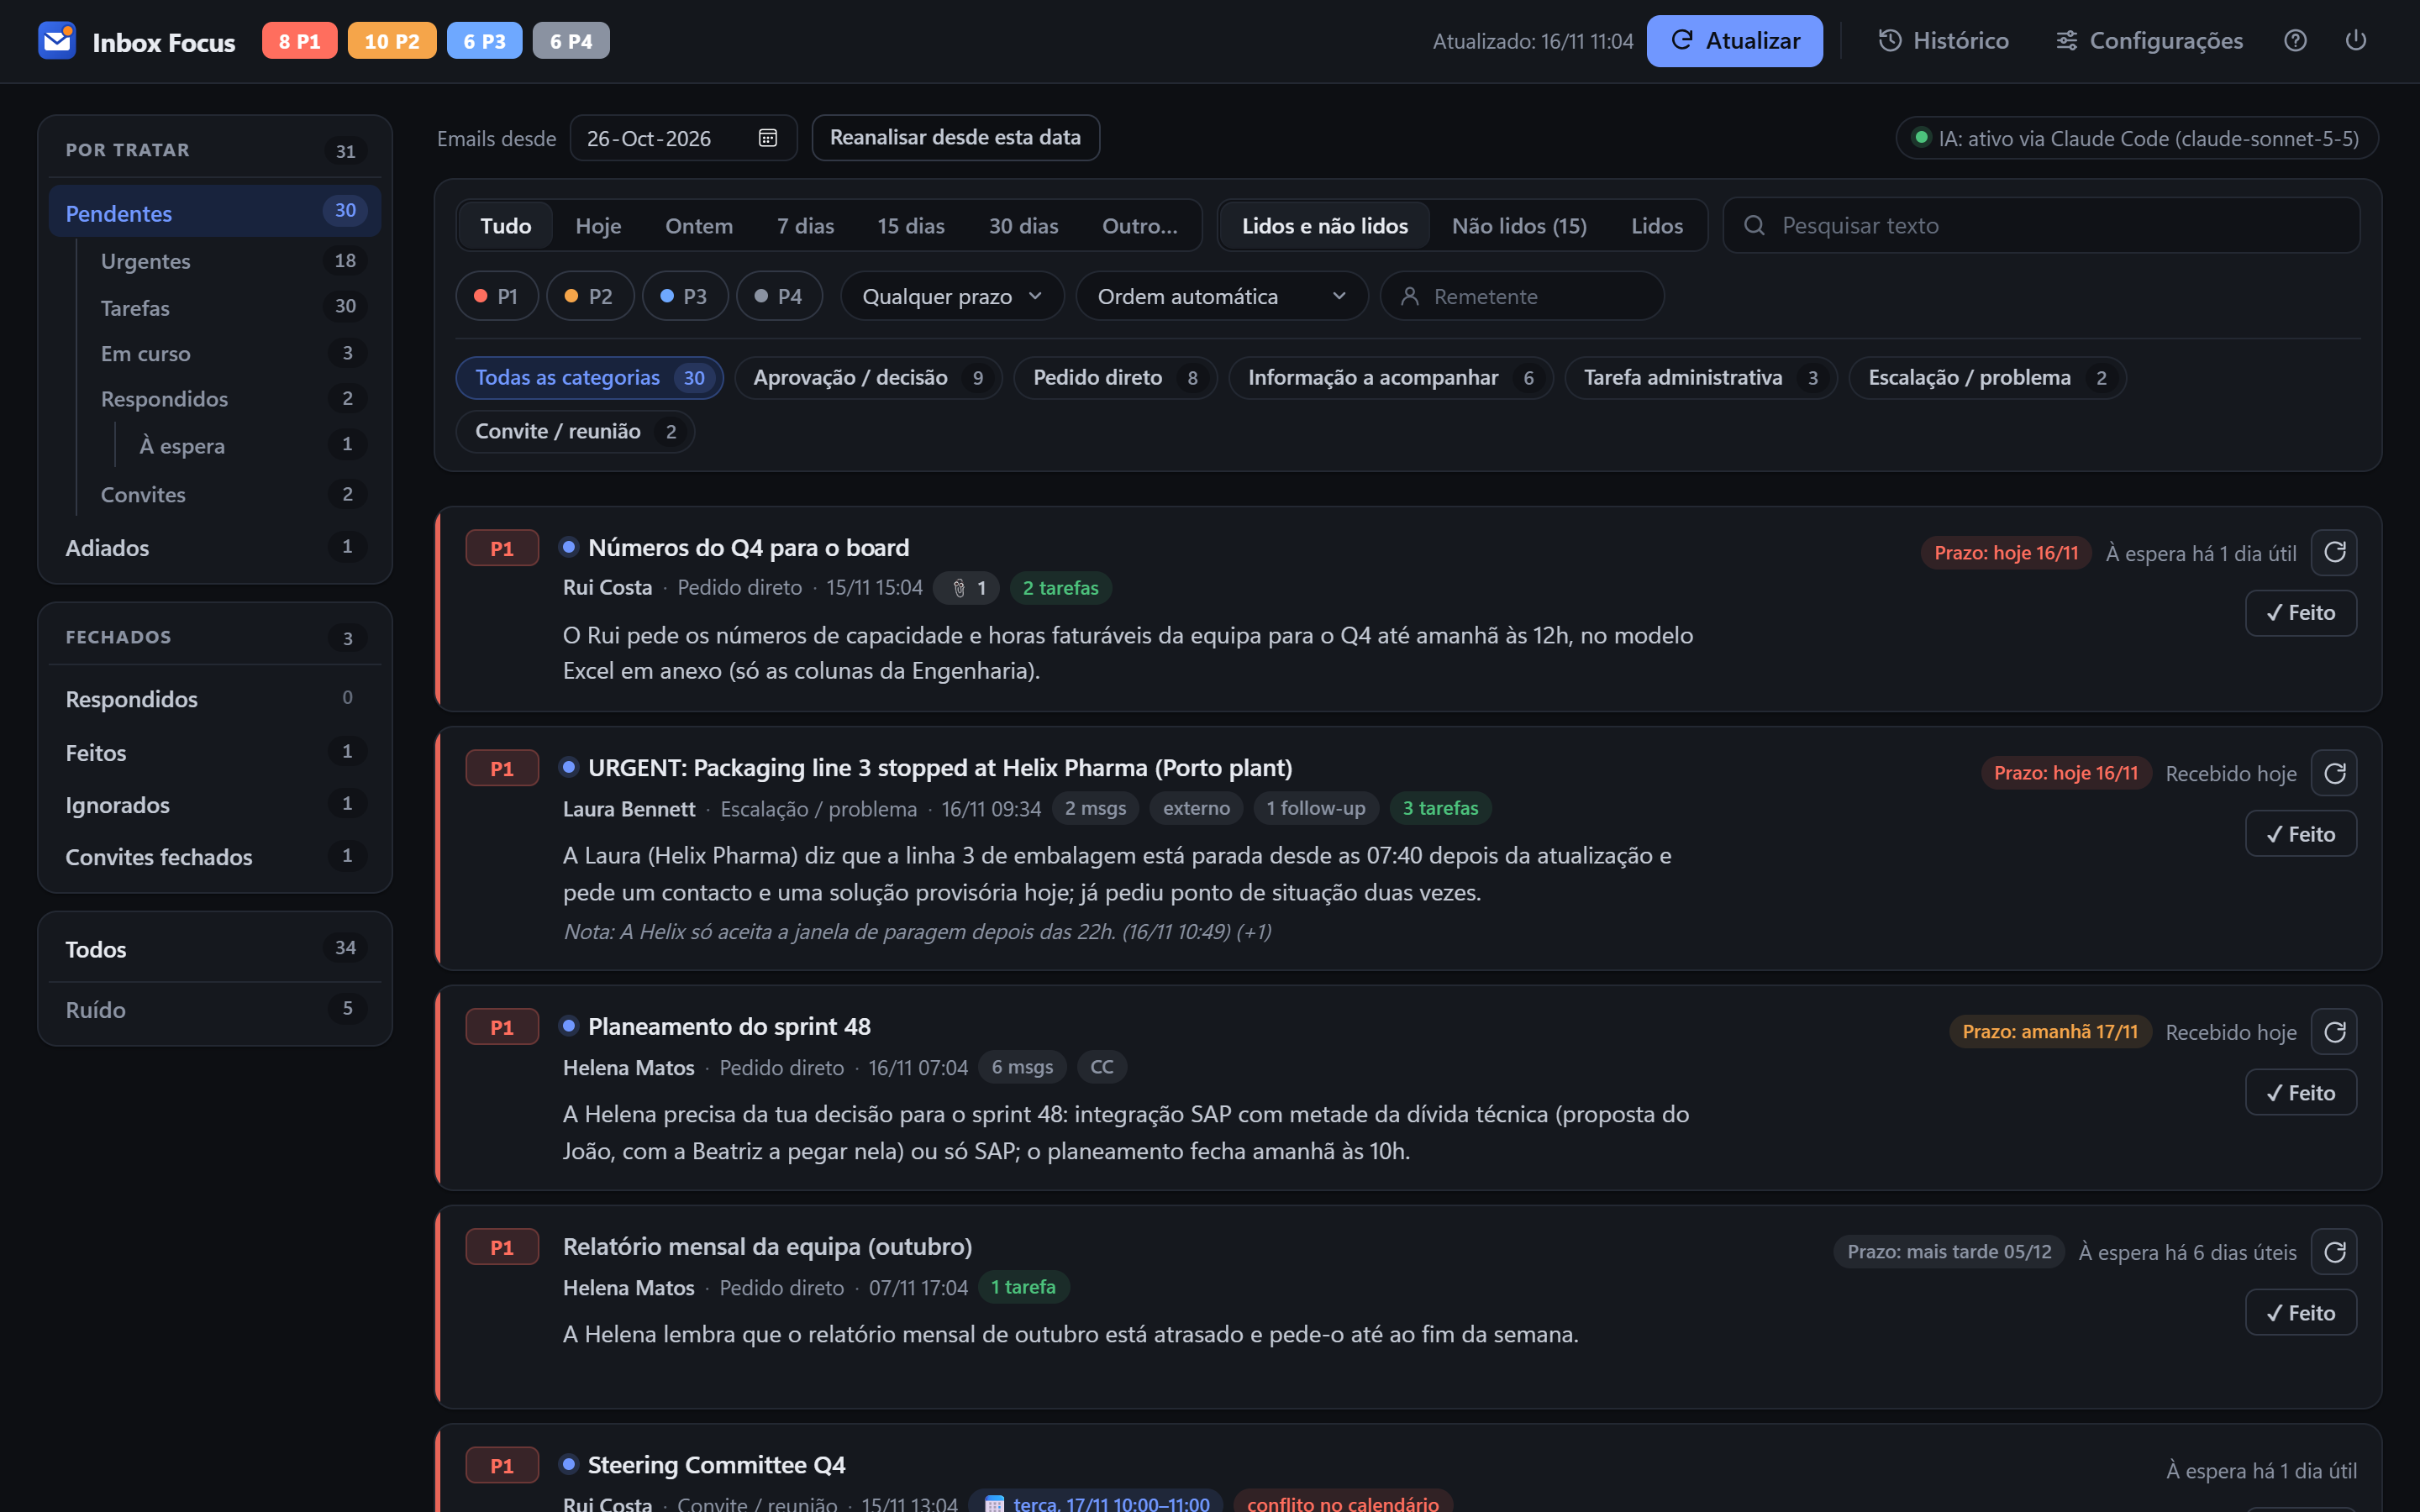 Inbox Focus 8 P1 10 P2 6 P3 6 P4 Atualizado: 16/11 11:04 Atualizar Histórico Configurações
POR TRATAR 31
Pendentes 30
Urgentes 18
Tarefas 30
Em curso 3
Respondidos 2
À espera 1
Convites 2
Adiados 1
FECHADOS 3
Respondidos 0
Feitos 1
Ignorados 1
Convites fechados 1
Todos 34
Ruído 5
Emails desde 26-Oct-2026 Reanalisar desde esta data IA: ativo via Claude Code (claude-sonnet-5-5)
Tudo Hoje Ontem 7 dias 15 dias 30 dias Outro... Lidos e não lidos Não lidos (15) Lidos Pesquisar texto
P1 P2 P3 P4 Qualquer prazo Ordem automática Remetente
Todas as categorias 30 Aprovação / decisão 9 Pedido direto 8 Informação a acompanhar 6 Tarefa administrativa 3 Escalação / problema 2
Convite / reunião 2
P1 Números do Q4 para o board Prazo: hoje 16/11 À espera há 1 dia útil
Rui Costa · Pedido direto · 15/11 15:04 1 2 tarefas
✓ Feito
O Rui pede os números de capacidade e horas faturáveis da equipa para o Q4 até amanhã às 12h, no modelo
Excel em anexo (só as colunas da Engenharia).
P1 URGENT: Packaging line 3 stopped at Helix Pharma (Porto plant) Prazo: hoje 16/11 Recebido hoje
Laura Bennett · Escalação / problema · 16/11 09:34 2 msgs externo 1 follow-up 3 tarefas
✓ Feito
A Laura (Helix Pharma) diz que a linha 3 de embalagem está parada desde as 07:40 depois da atualização e
pede um contacto e uma solução provisória hoje; já pediu ponto de situação duas vezes.
Nota: A Helix só aceita a janela de paragem depois das 22h. (16/11 10:49) (+1)
P1 Planeamento do sprint 48 Prazo: amanhã 17/11 Recebido hoje
Helena Matos · Pedido direto · 16/11 07:04 6 msgs CC
✓ Feito
A Helena precisa da tua decisão para o sprint 48: integração SAP com metade da dívida técnica (proposta do
João, com a Beatriz a pegar nela) ou só SAP; o planeamento fecha amanhã às 10h.
P1 Relatório mensal da equipa (outubro) Prazo: mais tarde 05/12 À espera há 6 dias úteis
Helena Matos · Pedido direto · 07/11 17:04 1 tarefa
✓ Feito
A Helena lembra que o relatório mensal de outubro está atrasado e pede-o até ao fim da semana.
P1 Steering Committee Q4 À espera há 1 dia útil
Rui Costa · Convite / reunião · 15/11 13:04 terça, 17/11 10:00–11:00 conflito no calendário